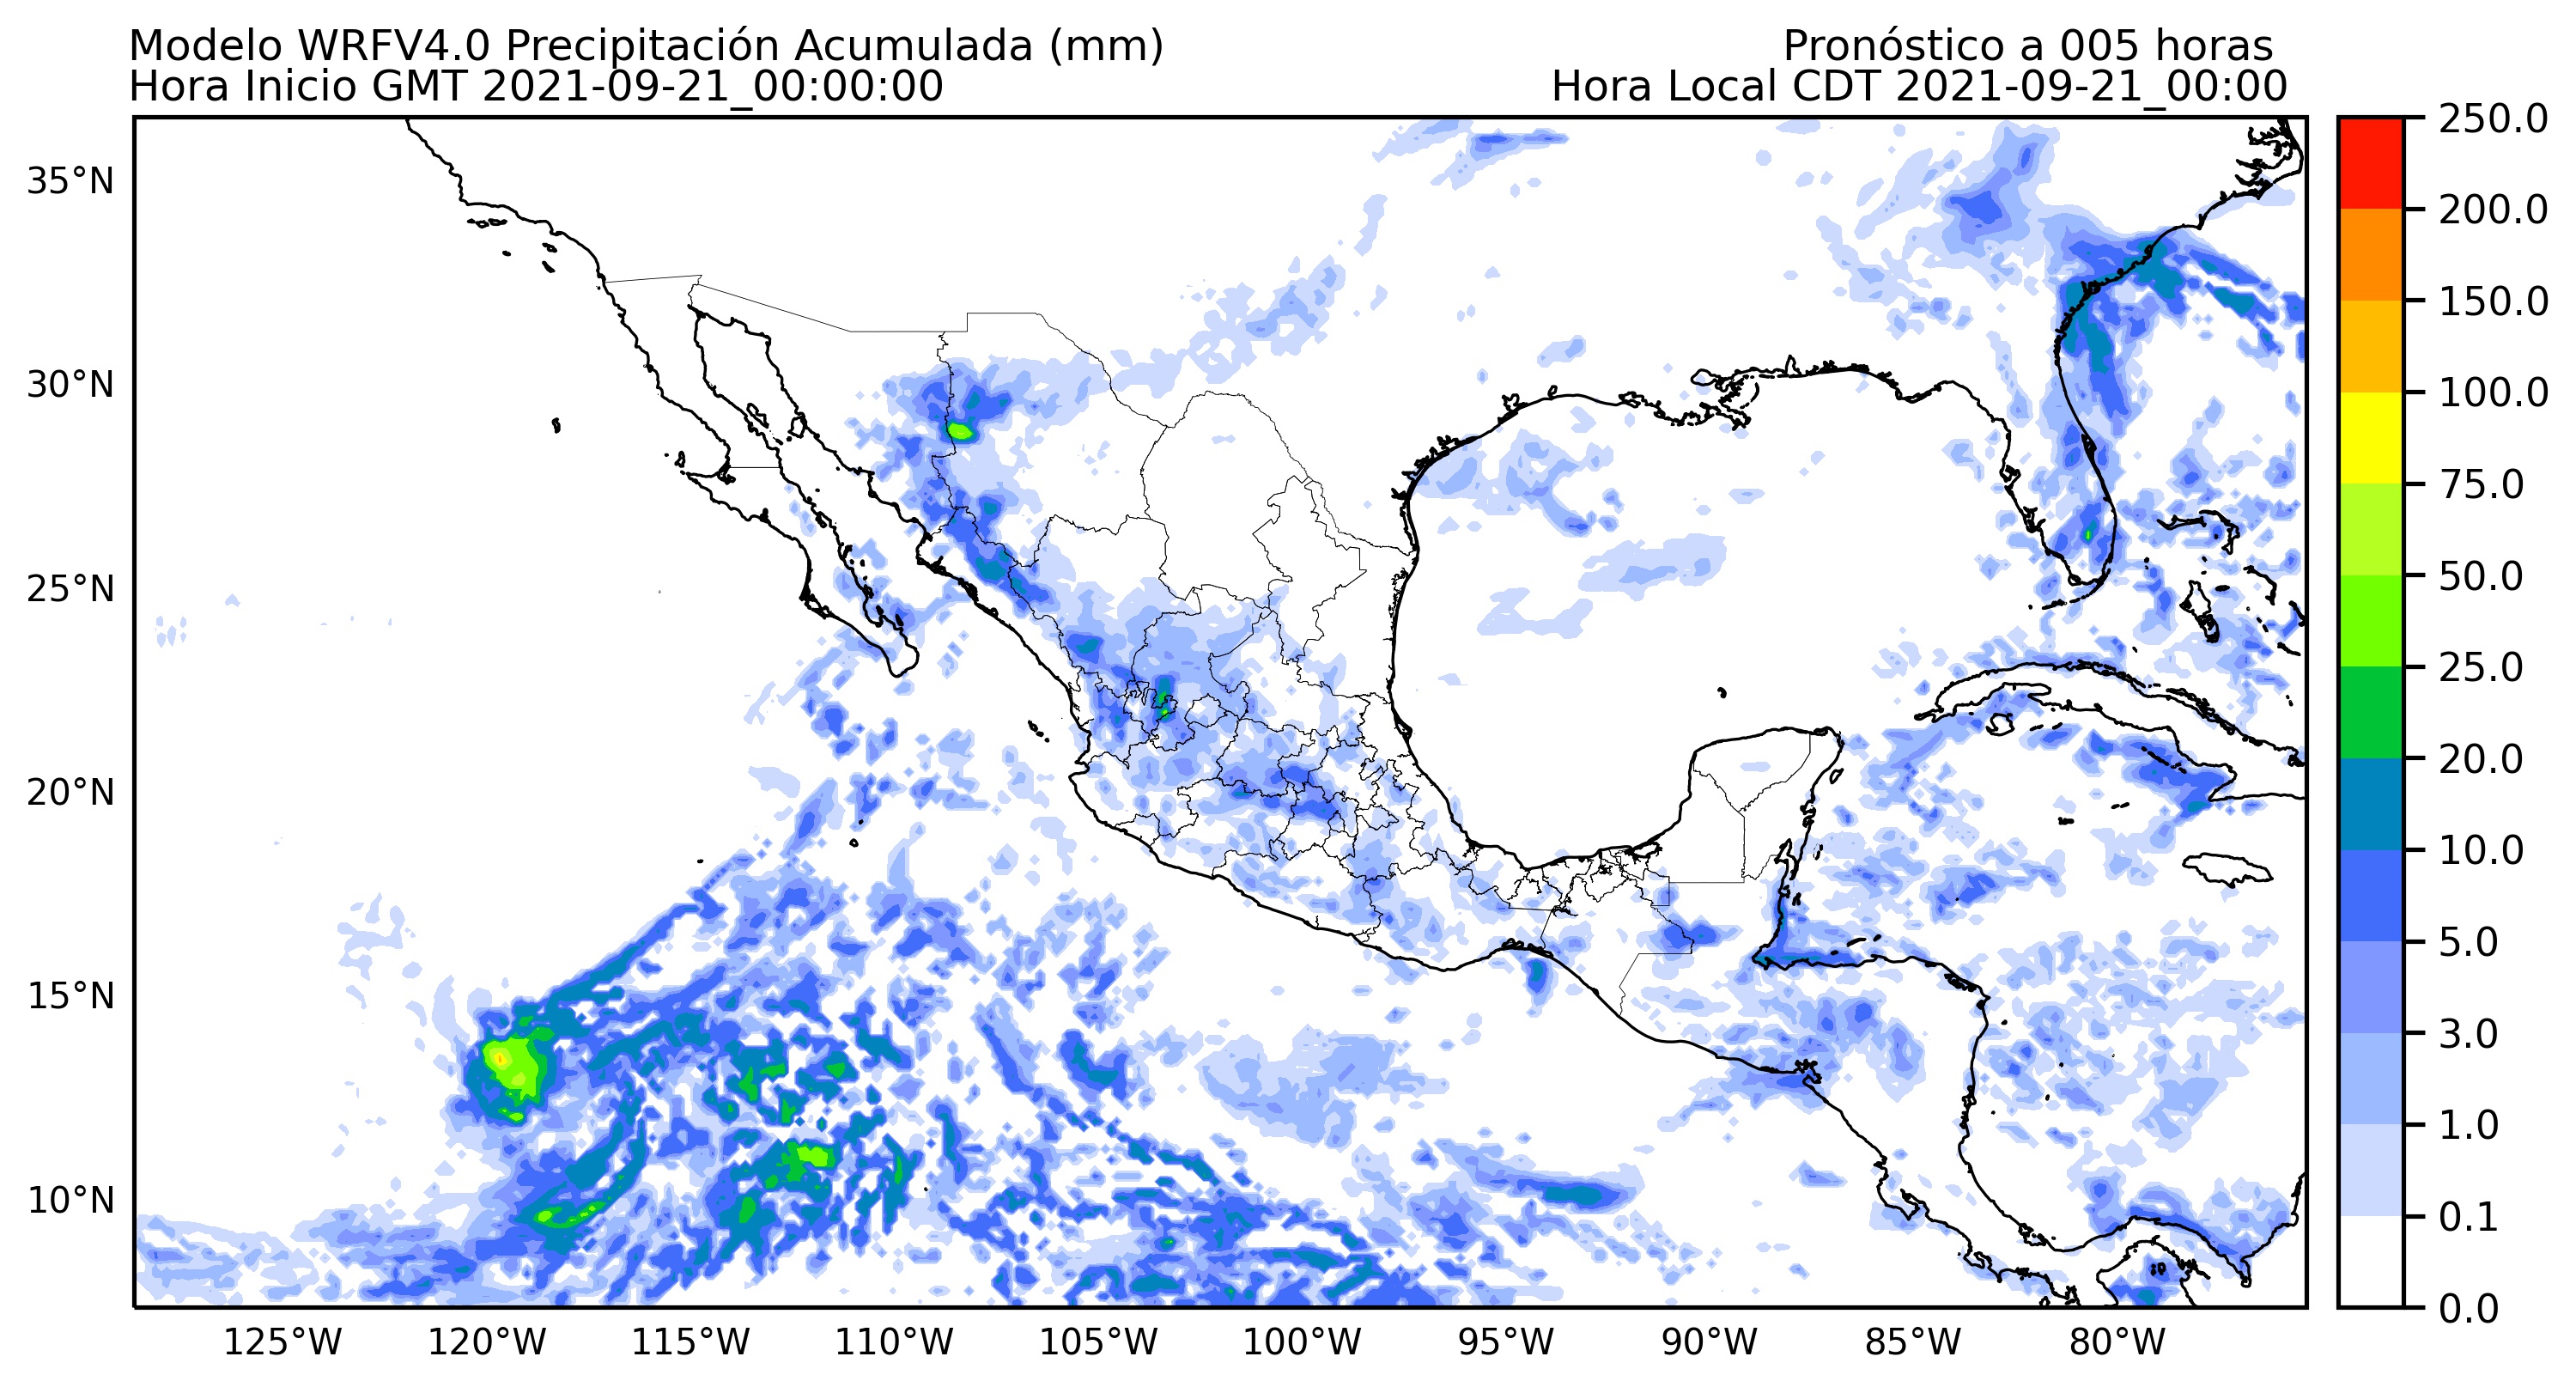 Modelo WRFV4.0 Precipitación Acumulada (mm)
Pronóstico a 005 horas
Hora Inicio GMT 2021-09-21_00:00:00
Hora Local CDT 2021-09-21_00:00
35°N
30°N
25°N
20°N
15°N
10°N
125°W
120°W
115°W
110°W
105°W
100°W
95°W
90°W
85°W
80°W
250.0
200.0
150.0
100.0
75.0
50.0
25.0
20.0
10.0
5.0
3.0
1.0
0.1
0.0